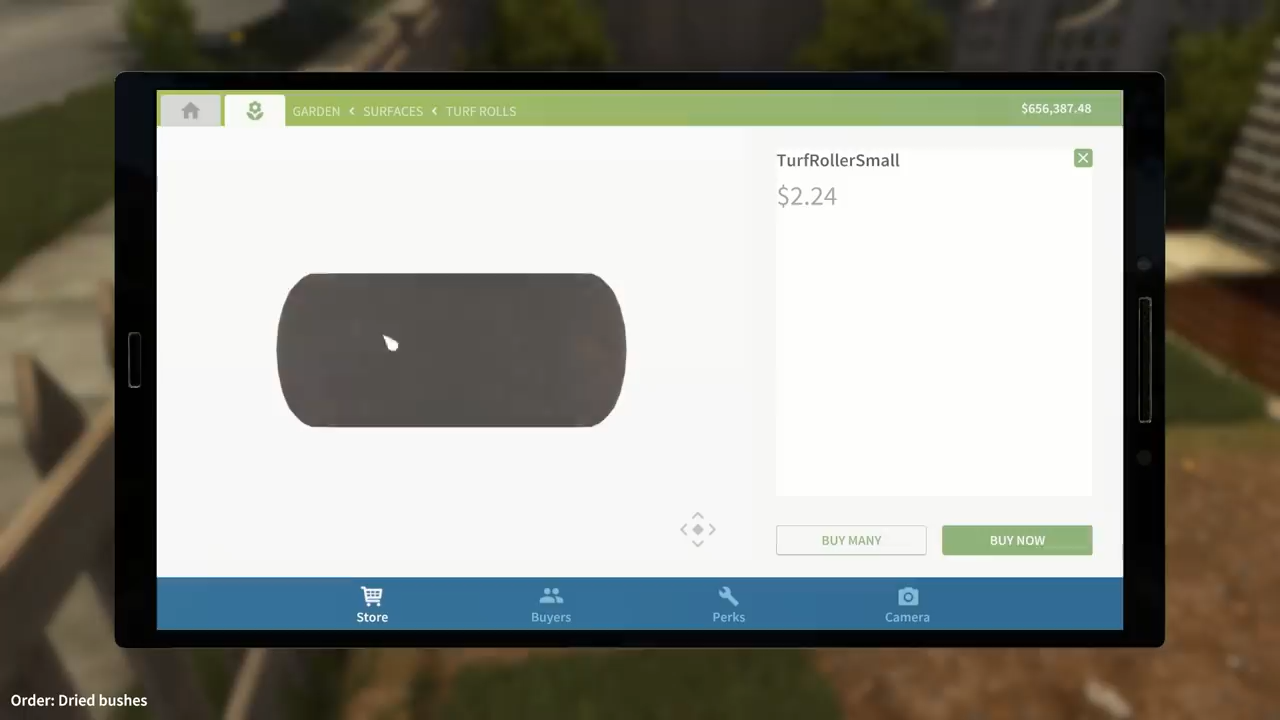 GARDEN < SURFACES < TURF ROLLS
$656,387.48
TurfRollerSmall
$2.24
BUY MANY
BUY NOW
Store
Buyers
Perks
Camera
Order: Dried bushes